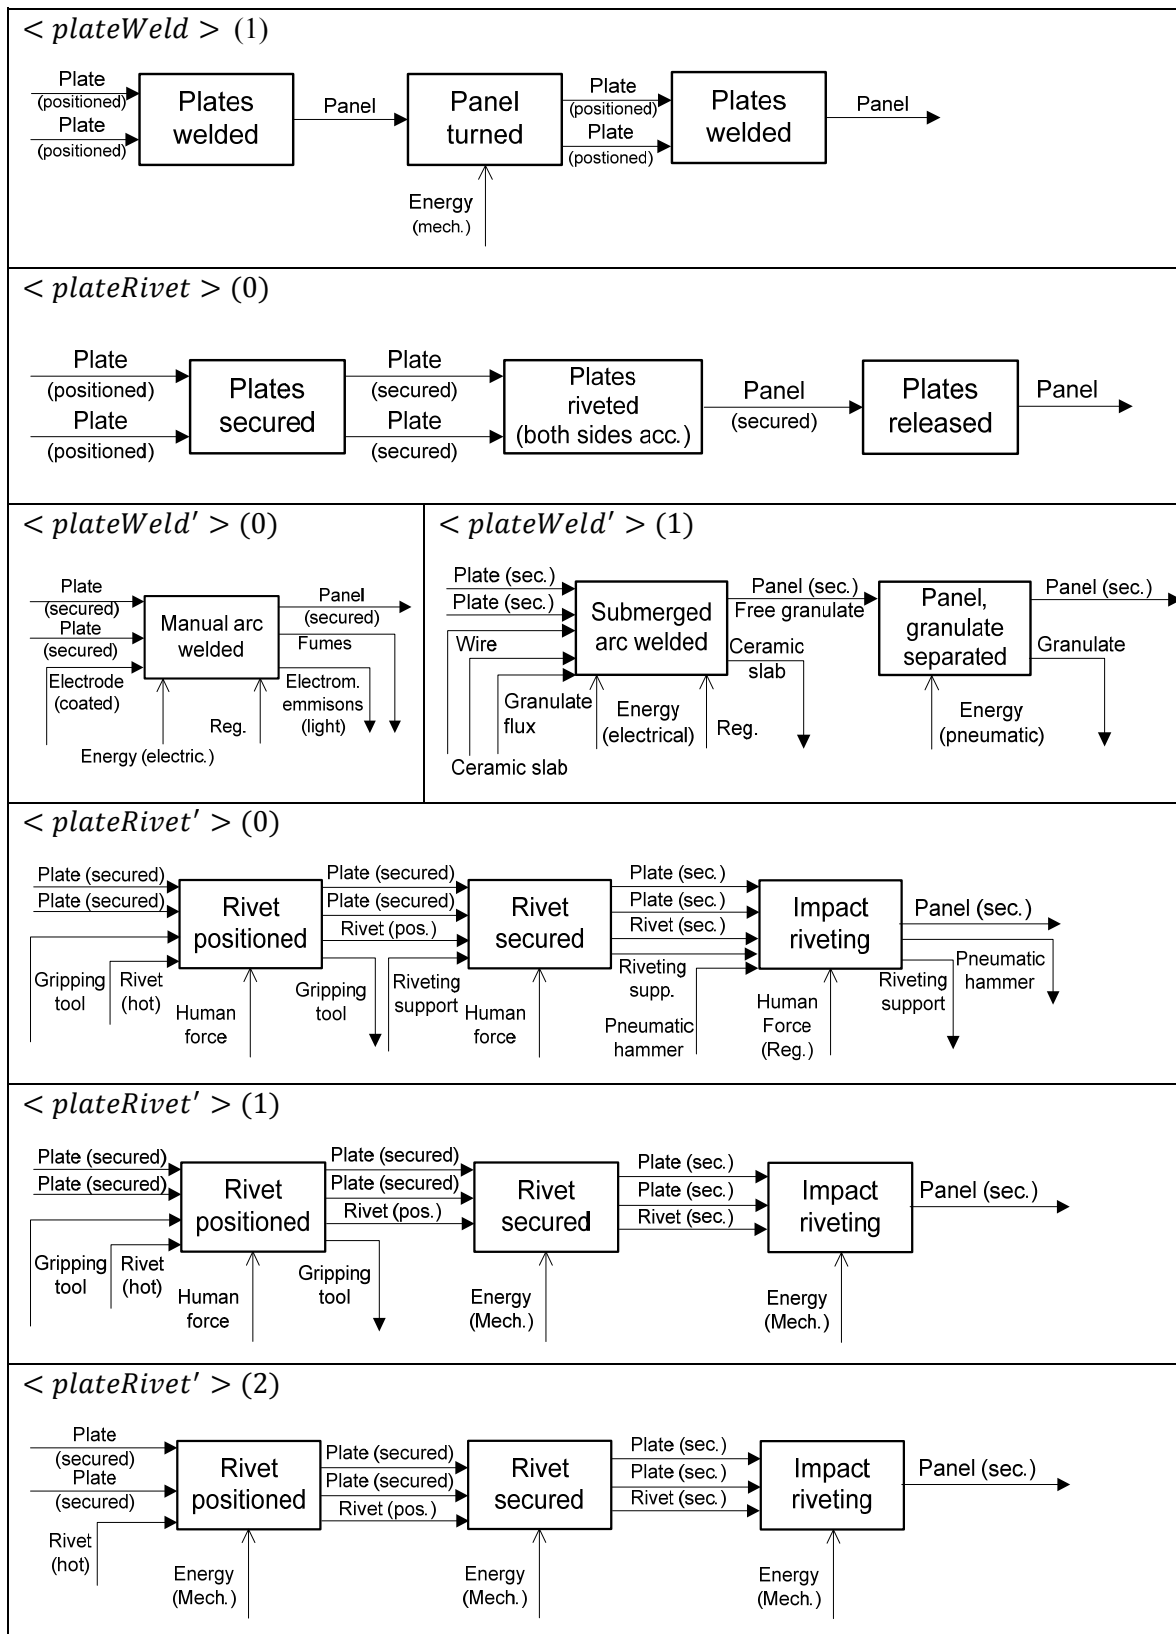 < plateWeld > (1)
Plate
(positioned)
Plate
(positioned)
Plates
welded
Panel
Panel
turned
Energy
(mech.)
Plate
(positioned)
Plate
(postioned)
Plates
welded
Panel
< plateRivet > (0)
Plate
(positioned)
Plate
(positioned)
Plates
secured
Plate
(secured)
Plate
(secured)
Plates
riveted
(both sides acc.)
Panel
(secured)
Plates
released
Panel
< plateWeld' > (0)
Plate
(secured)
Plate
(secured)
Electrode
(coated)
Manual arc
welded
Energy (electric.)
Reg.
Panel
(secured)
Fumes
Electrom.
emmisons
(light)
< plateWeld' > (1)
Plate (sec.)
Plate (sec.)
Wire
Granulate
flux
Ceramic slab
Submerged
arc welded
Energy
(electrical)
Reg.
Panel (sec.)
Free granulate
Ceramic
slab
Panel,
granulate
separated
Energy
(pneumatic)
Panel (sec.)
Granulate
< plateRivet' > (0)
Plate (secured)
Plate (secured)
Gripping
tool
Rivet
(hot)
Rivet
positioned
Human
force
Plate (secured)
Plate (secured)
Rivet (pos.)
Gripping
tool
Riveting
support
Rivet
secured
Human
force
Plate (sec.)
Plate (sec.)
Rivet (sec.)
Riveting
supp.
Pneumatic
hammer
Impact
riveting
Human
Force
(Reg.)
Panel (sec.)
Riveting
support
Pneumatic
hammer
< plateRivet' > (1)
Plate (secured)
Plate (secured)
Gripping
tool
Rivet
(hot)
Rivet
positioned
Human
force
Plate (secured)
Plate (secured)
Rivet (pos.)
Gripping
tool
Rivet
secured
Energy
(Mech.)
Plate (sec.)
Plate (sec.)
Rivet (sec.)
Impact
riveting
Energy
(Mech.)
Panel (sec.)
< plateRivet' > (2)
Plate
(secured)
Plate
(secured)
Rivet
(hot)
Rivet
positioned
Energy
(Mech.)
Plate (secured)
Plate (secured)
Rivet (pos.)
Rivet
secured
Energy
(Mech.)
Plate (sec.)
Plate (sec.)
Rivet (sec.)
Impact
riveting
Energy
(Mech.)
Panel (sec.)